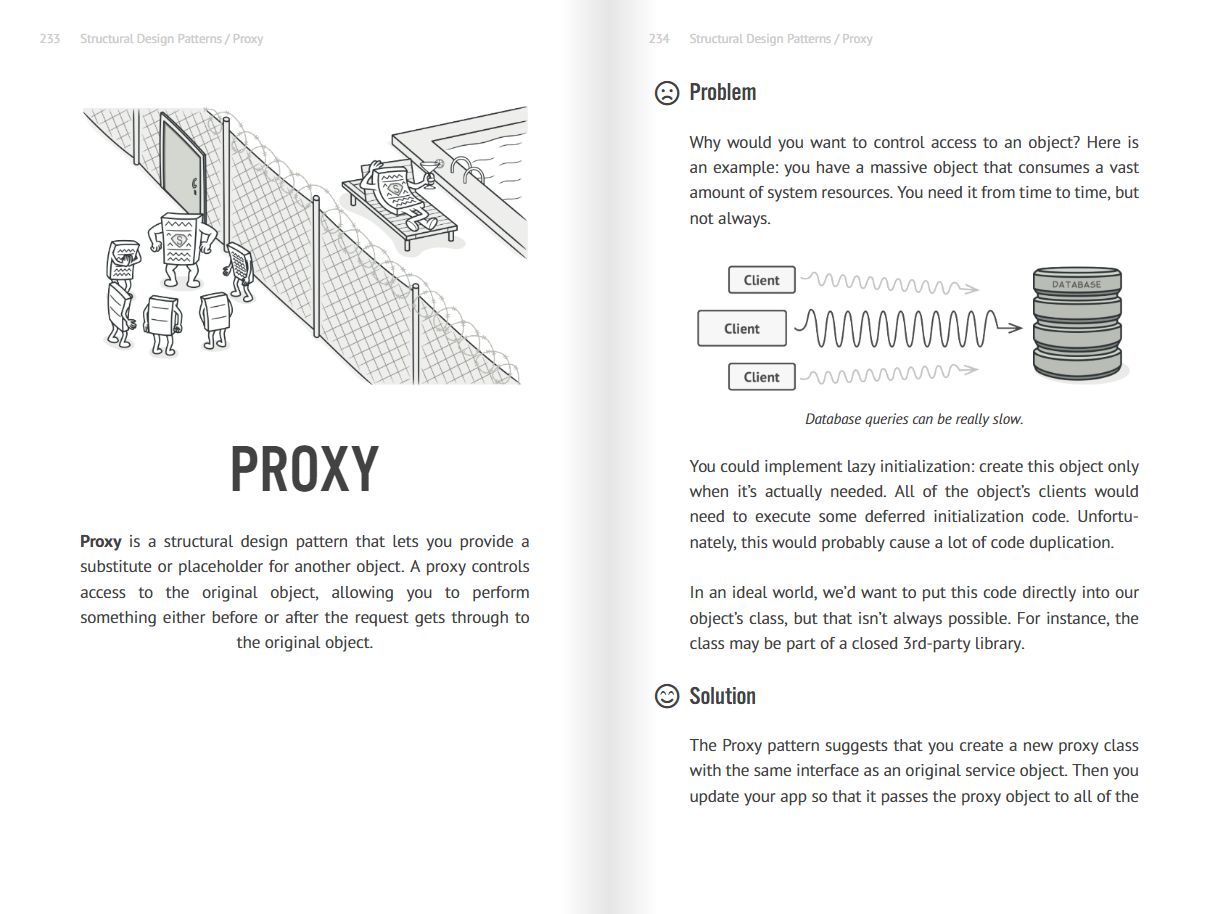 233 Structural Design Patterns / Proxy
PROXY
Proxy is a structural design pattern that lets you provide a
substitute or placeholder for another object. A proxy controls
access to the original object, allowing you to perform
something either before or after the request gets through to
the original object.
234 Structural Design Patterns / Proxy
Problem
Why would you want to control access to an object? Here is
an example: you have a massive object that consumes a vast
amount of system resources. You need it from time to time, but
not always.
Client
DATABASE
Client
Client
Database queries can be really slow.
You could implement lazy initialization: create this object only
when it’s actually needed. All of the object’s clients would
need to execute some deferred initialization code. Unfortu-
nately, this would probably cause a lot of code duplication.
In an ideal world, we’d want to put this code directly into our
object’s class, but that isn’t always possible. For instance, the
class may be part of a closed 3rd-party library.
Solution
The Proxy pattern suggests that you create a new proxy class
with the same interface as an original service object. Then you
update your app so that it passes the proxy object to all of the